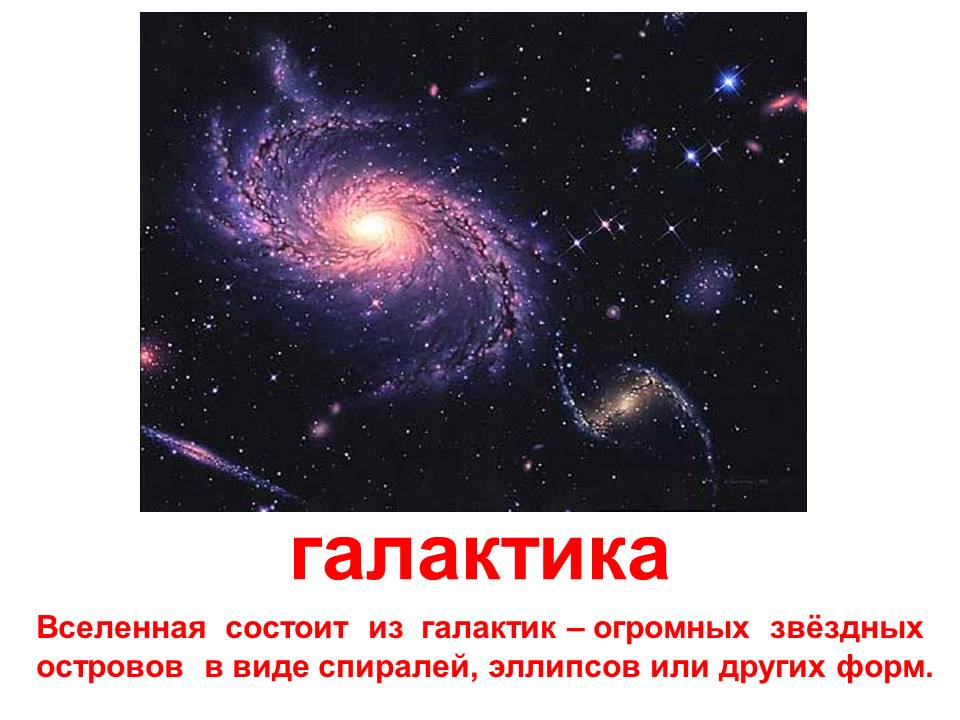 галактика
Вселенная состоит из галактик – огромных звёздных
островов в виде спиралей, эллипсов или других форм.